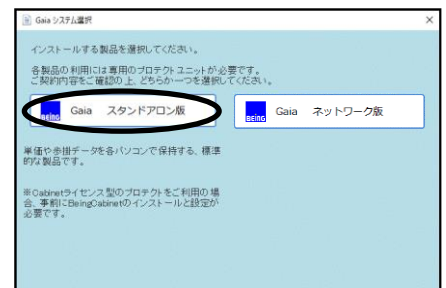 Gaia システム選択
インストールする製品を選択してください。
各製品の利用には専用のプロテクトユニットが必要です。
ご契約内容をご確認の上、どちらか一つを選択してください。
BEING Gaia スタンドアロン版
BEING Gaia ネットワーク版
単価や歩掛データを各パソコンで保持する、標準
的な製品です。
※Cabinetライセンス型のプロテクトをご利用の場
合、事前にBeingCabinetのインストールと設定が
必要です。